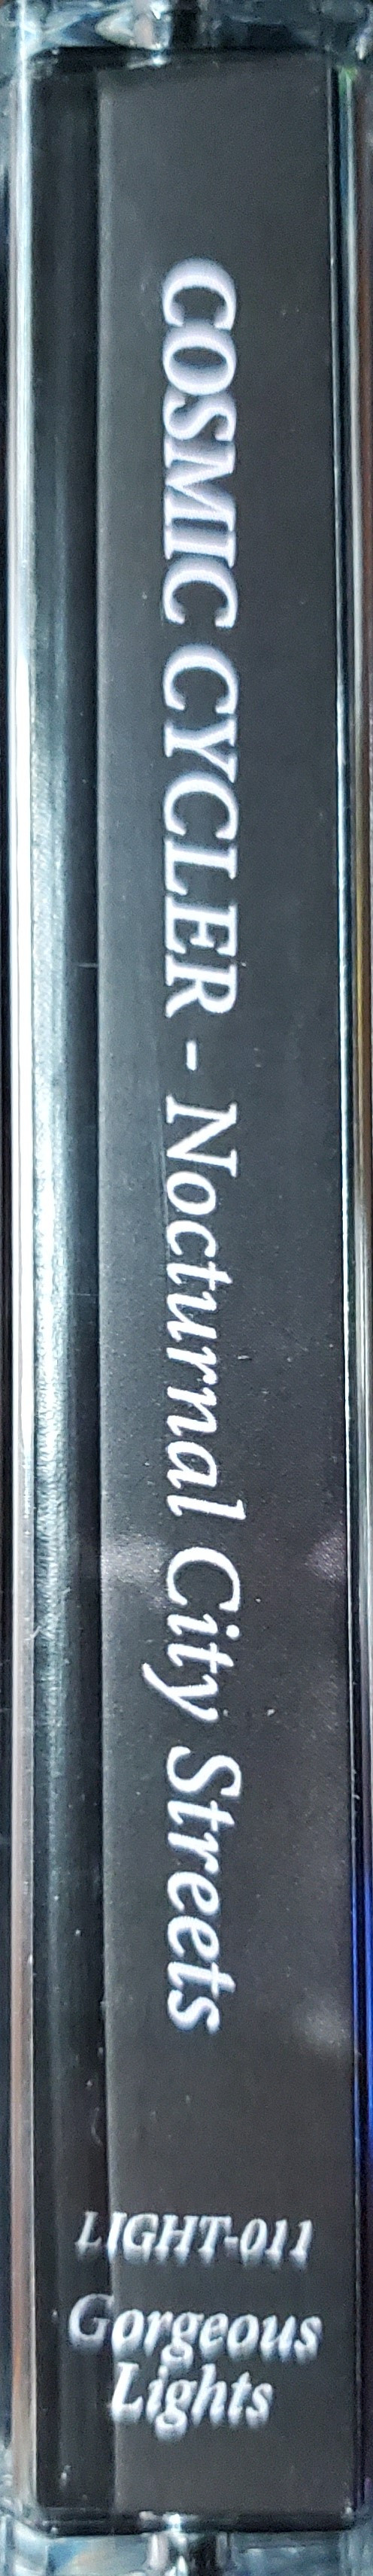 COSMIC CYCLER - Nocturnal City Streets
LIGHT-011
Gorgeous
Lights